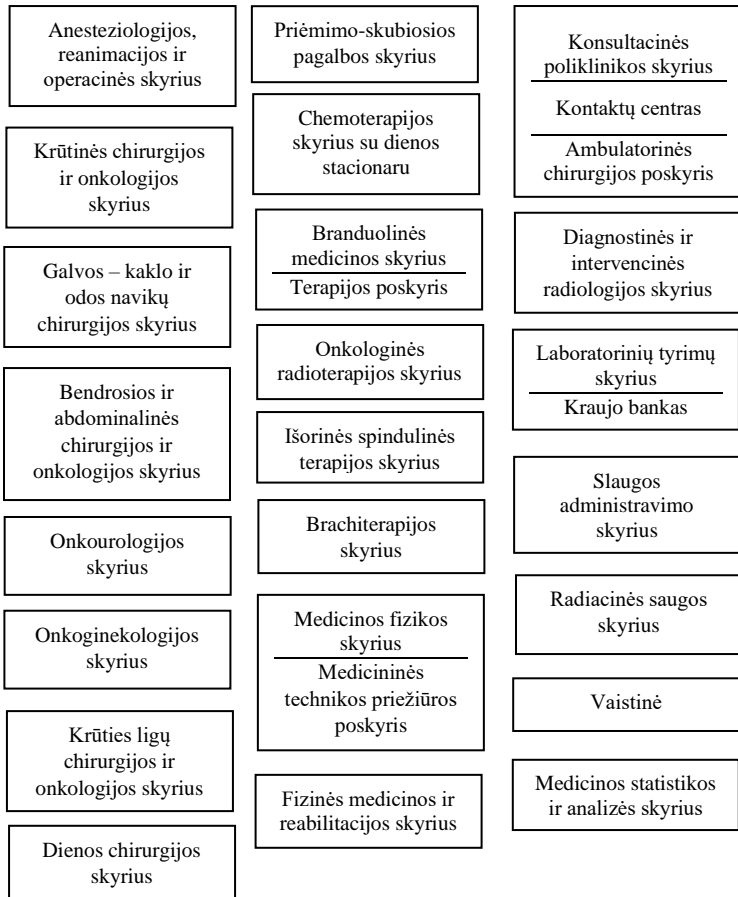 Anesteziologijos,
reanimacijos ir
operacinės skyrius
Krūtinės chirurgijos
ir onkologijos
skyrius
Galvos – kaklo ir
odos navikų
chirurgijos skyrius
Bendrosios ir
abdominalinės
chirurgijos ir
onkologijos skyrius
Onkourologijos
skyrius
Onkoginekologijos
skyrius
Krūties ligų
chirurgijos ir
onkologijos skyrius
Dienos chirurgijos
skyrius
Priėmimo-skubiosios
pagalbos skyrius
Chemoterapijos
skyrius su dienos
stacionaru
Branduolinės
medicinos skyrius
Terapijos poskyris
Onkologinės
radioterapijos skyrius
Išorinės spindulinės
terapijos skyrius
Brachiterapijos
skyrius
Medicinos fizikos
skyrius
Medicininės
technikos priežiūros
poskyris
Fizinės medicinos ir
reabilitacijos skyrius
Konsultacinės
poliklinikos skyrius
Kontaktų centras
Ambulatorinės
chirurgijos poskyris
Diagnostinės ir
intervencinės
radiologijos skyrius
Laboratorinių tyrimų
skyrius
Kraujo bankas
Slaugos
administravimo
skyrius
Radiacinės saugos
skyrius
Vaistinė
Medicinos statistikos
ir analizės skyrius